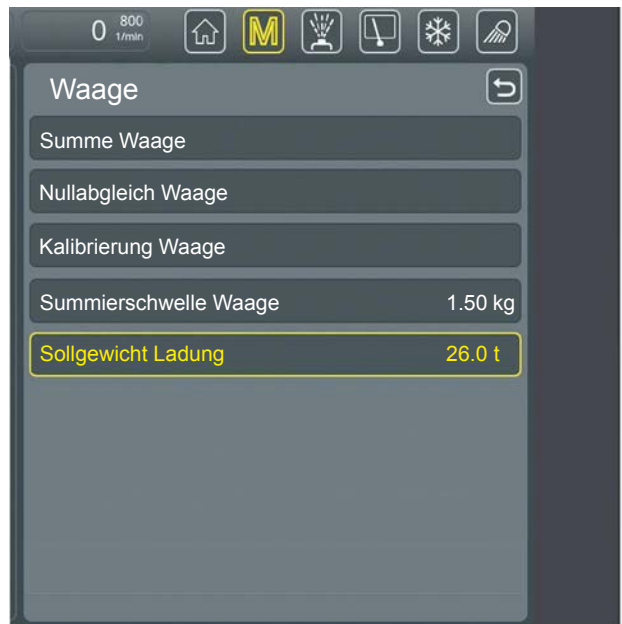 0 800 1/min M
Waage
Summe Waage
Nullabgleich Waage
Kalibrierung Waage
Summierschwelle Waage 1.50 kg
Sollgewicht Ladung 26.0 t